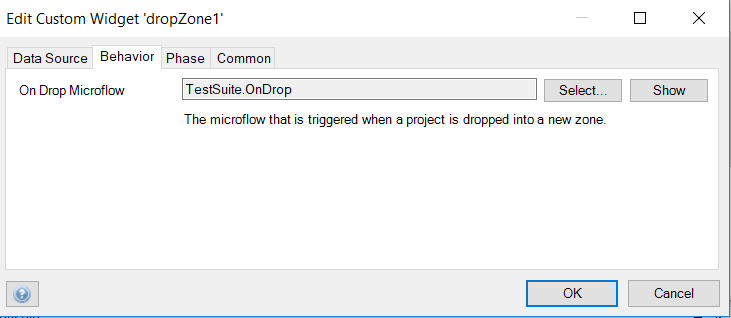 Edit Custom Widget 'dropZone1'
Data Source Behavior Phase Common
On Drop Microflow TestSuite.OnDrop Select... Show
The microflow that is triggered when a project is dropped into a new zone.
OK Cancel